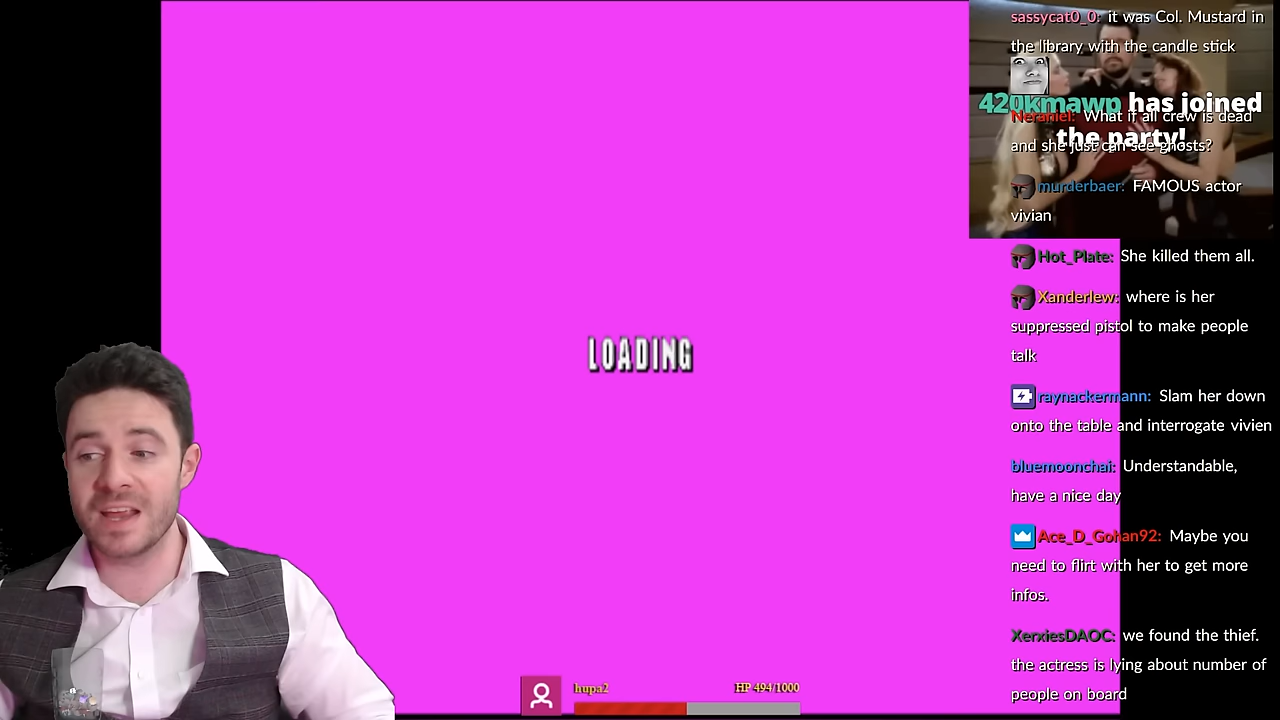 sassycat0_0: it was Col. Mustard in
the library with the candle stick
420kmawp has joined
the party!
Neraniel: What if all crew is dead
and she just can see ghosts?
murderbaer: FAMOUS actor
vivian
Hot_Plate: She killed them all.
Xanderlew: where is her
suppressed pistol to make people
talk
LOADING
raynackermann: Slam her down
onto the table and interrogate vivien
bluemoonchai: Understandable,
have a nice day
Ace_D_Gohan92: Maybe you
need to flirt with her to get more
infos.
XerxiesDAOC: we found the thief.
the actress is lying about number of
people on board
hupa2
HP 494/1000